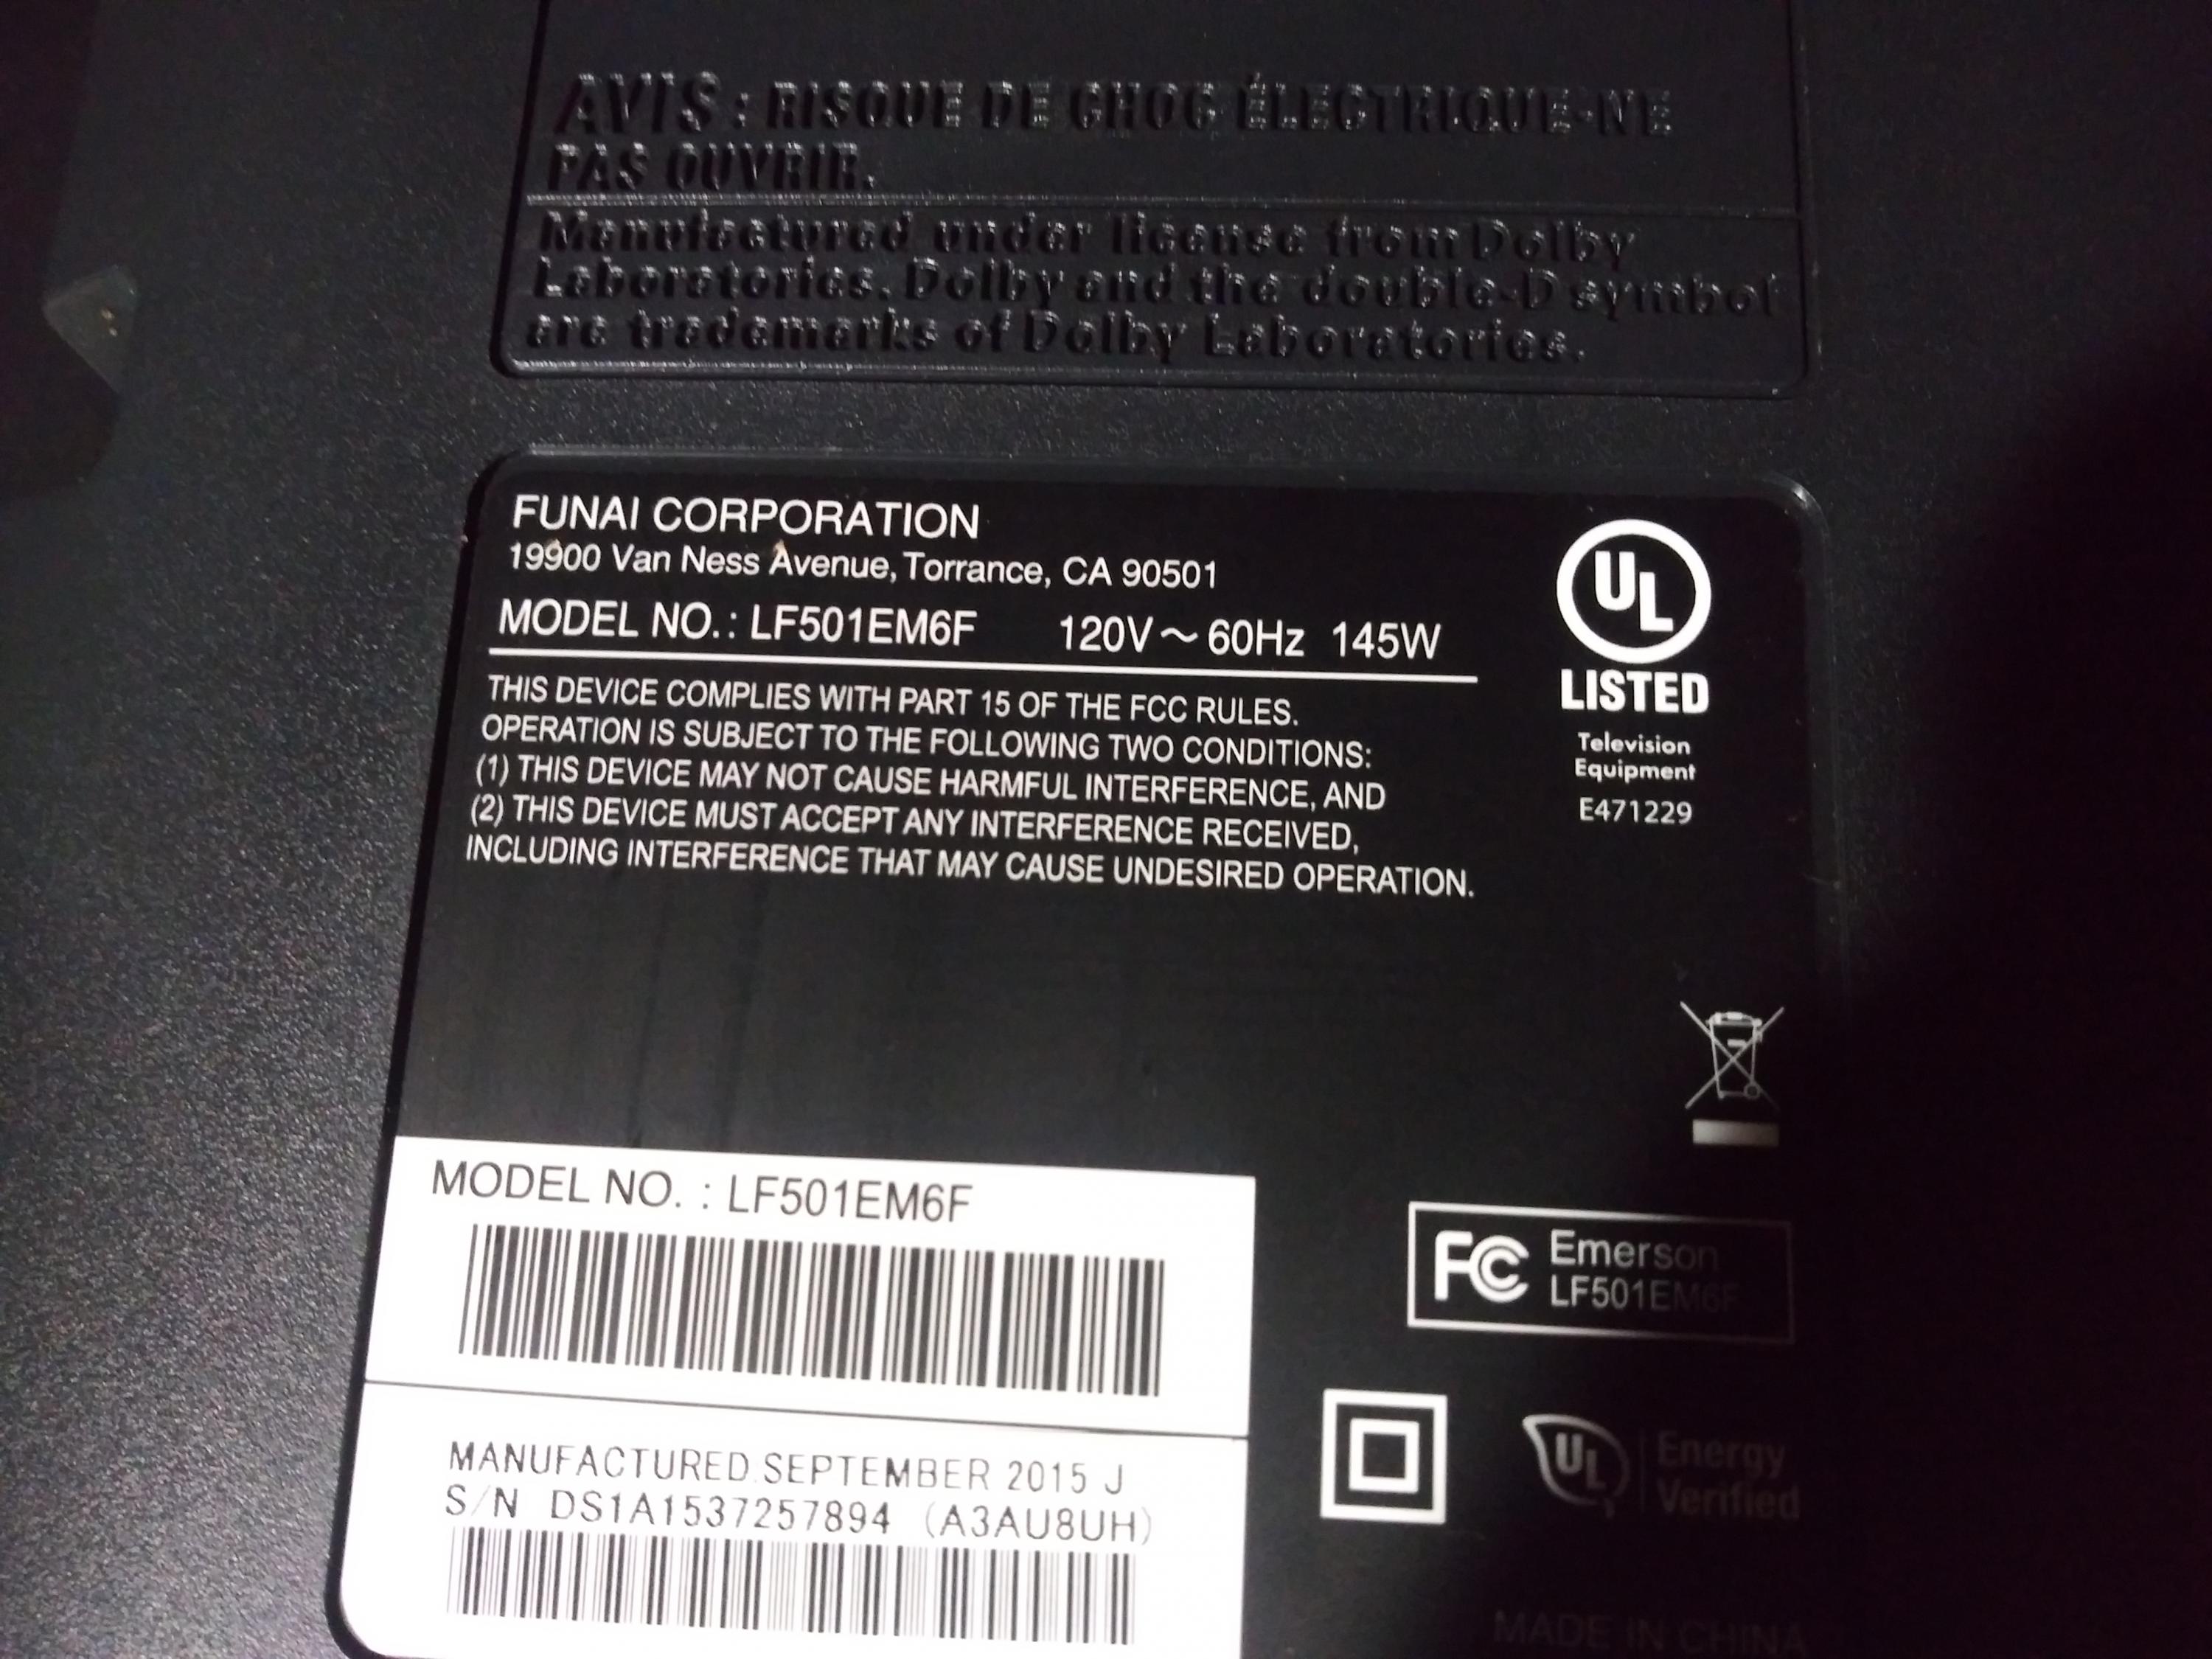 AVIS : RISQUE DE CHOC ÉLECTRIQUE-NE
PAS OUVRIR.
Manufactured under license from Dolby
Laboratories. Dolby and the double-D symbol
are trademarks of Dolby Laboratories.
FUNAI CORPORATION
19900 Van Ness Avenue, Torrance, CA 90501
MODEL NO. : LF501EM6F 120V ~ 60Hz 145W
THIS DEVICE COMPLIES WITH PART 15 OF THE FCC RULES.
OPERATION IS SUBJECT TO THE FOLLOWING TWO CONDITIONS:
(1) THIS DEVICE MAY NOT CAUSE HARMFUL INTERFERENCE, AND
(2) THIS DEVICE MUST ACCEPT ANY INTERFERENCE RECEIVED,
INCLUDING INTERFERENCE THAT MAY CAUSE UNDESIRED OPERATION.
UL
LISTED
Television
Equipment
E471229
MODEL NO. : LF501EM6F
MANUFACTURED SEPTEMBER 2015 J
S/N DS1A1537257894 (A3AU8UH)
FC Emerson
LF501EM6F
UL Energy
Verified
MADE IN CHINA